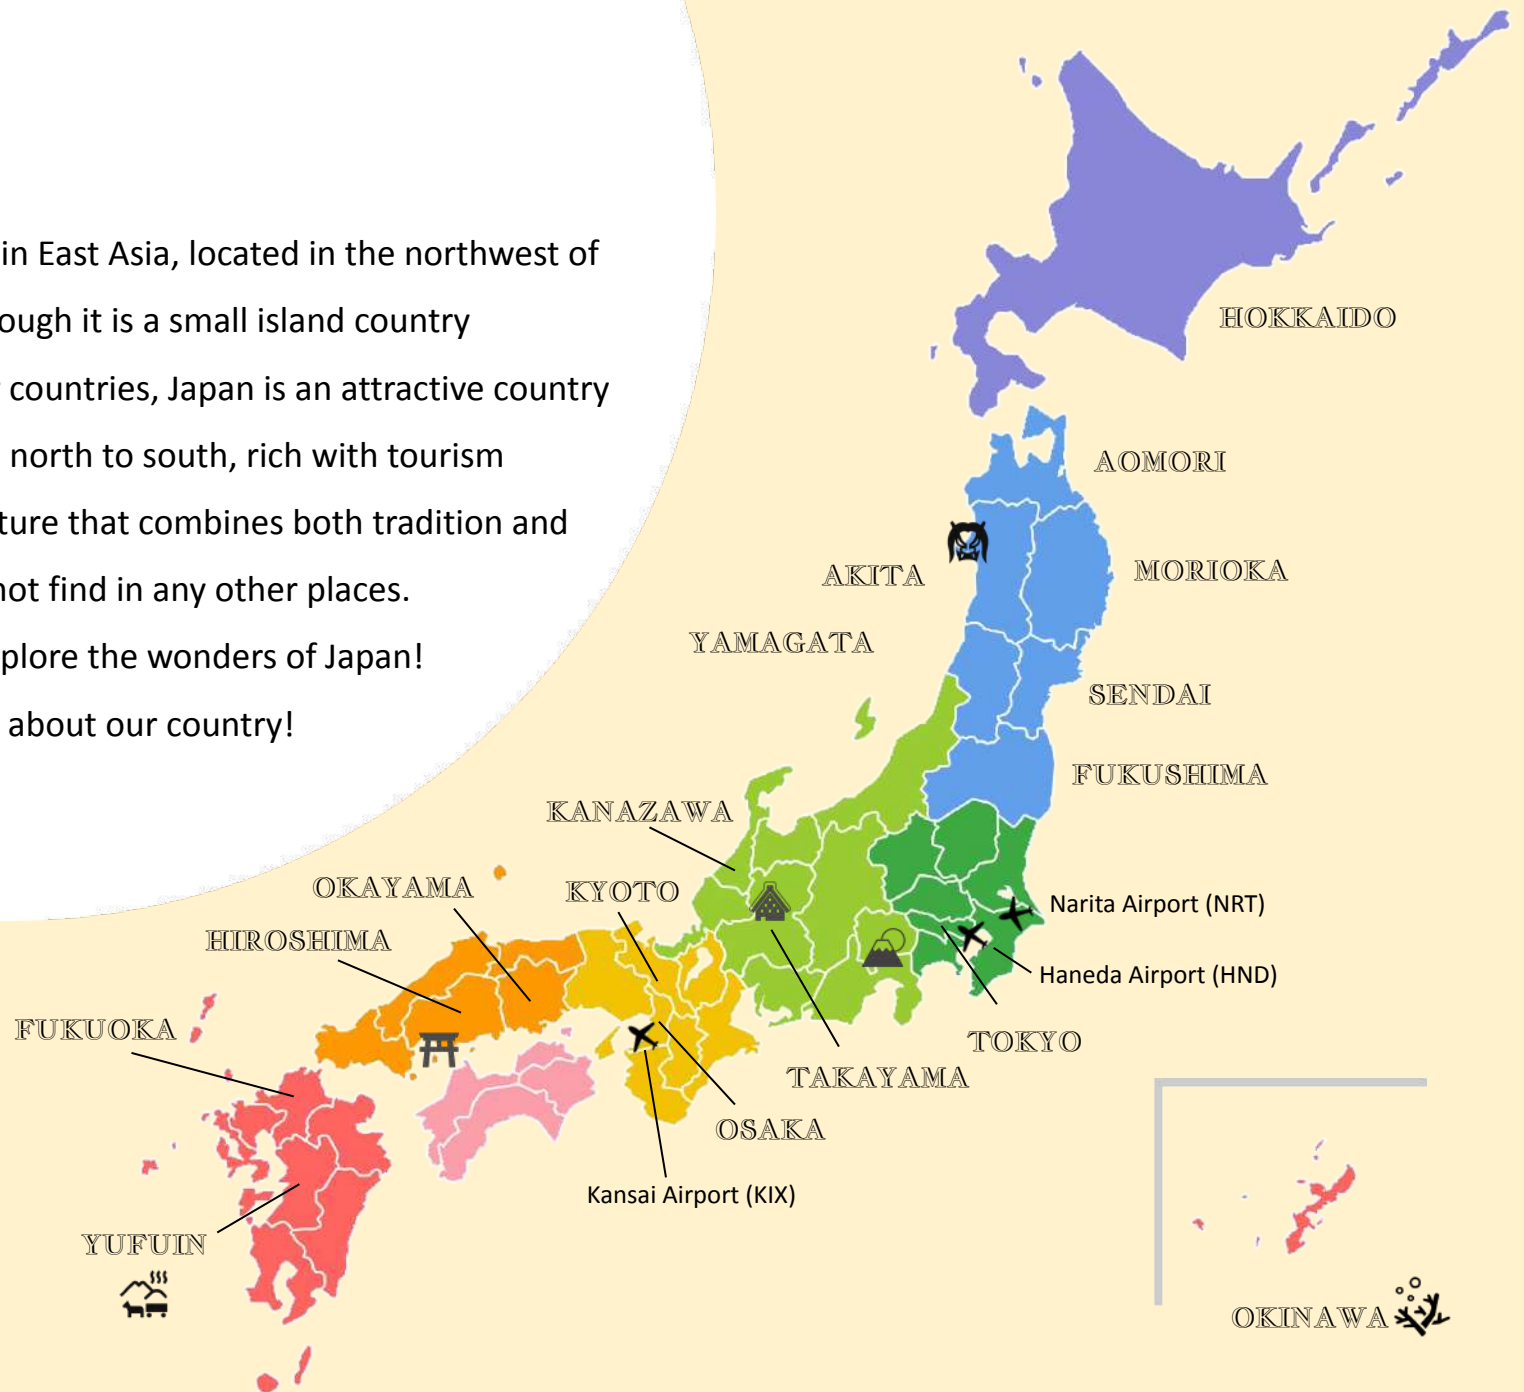 in East Asia, located in the northwest of
ough it is a small island country
countries, Japan is an attractive country
north to south, rich with tourism
ture that combines both tradition and
not find in any other places.
plore the wonders of Japan!
about our country!
HOKKAIDO
AOMORI
AKITA
MORIOKA
YAMAGATA
SENDAI
FUKUSHIMA
KANAZAWA
OKAYAMA
KYOTO
Narita Airport (NRT)
HIROSHIMA
Haneda Airport (HND)
FUKUOKA
TOKYO
TAKAYAMA
OSAKA
Kansai Airport (KIX)
YUFUIN
OKINAWA